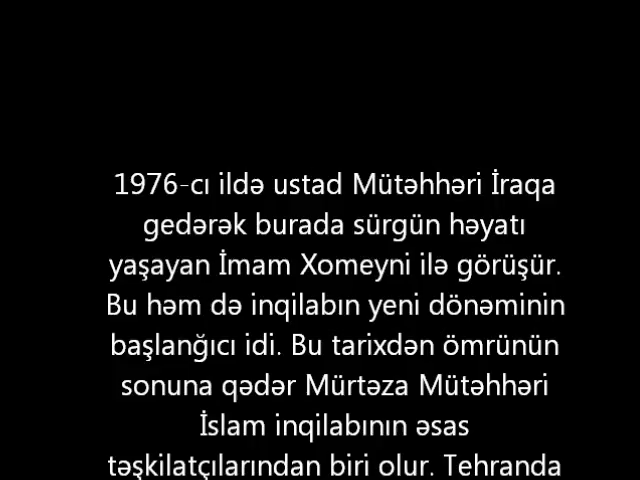 1976-cı ildə ustad Mütəhhəri İraqa
gedərək burada sürgün həyatı
yaşayan İmam Xomeyni ilə görüşür.
Bu həm də inqilabın yeni dönəminin
başlanğıcı idi. Bu tarixdən ömrünün
sonuna qədər Mürtəza Mütəhhəri
İslam inqilabının əsas
təşkilatçılarından biri olur. Tehranda